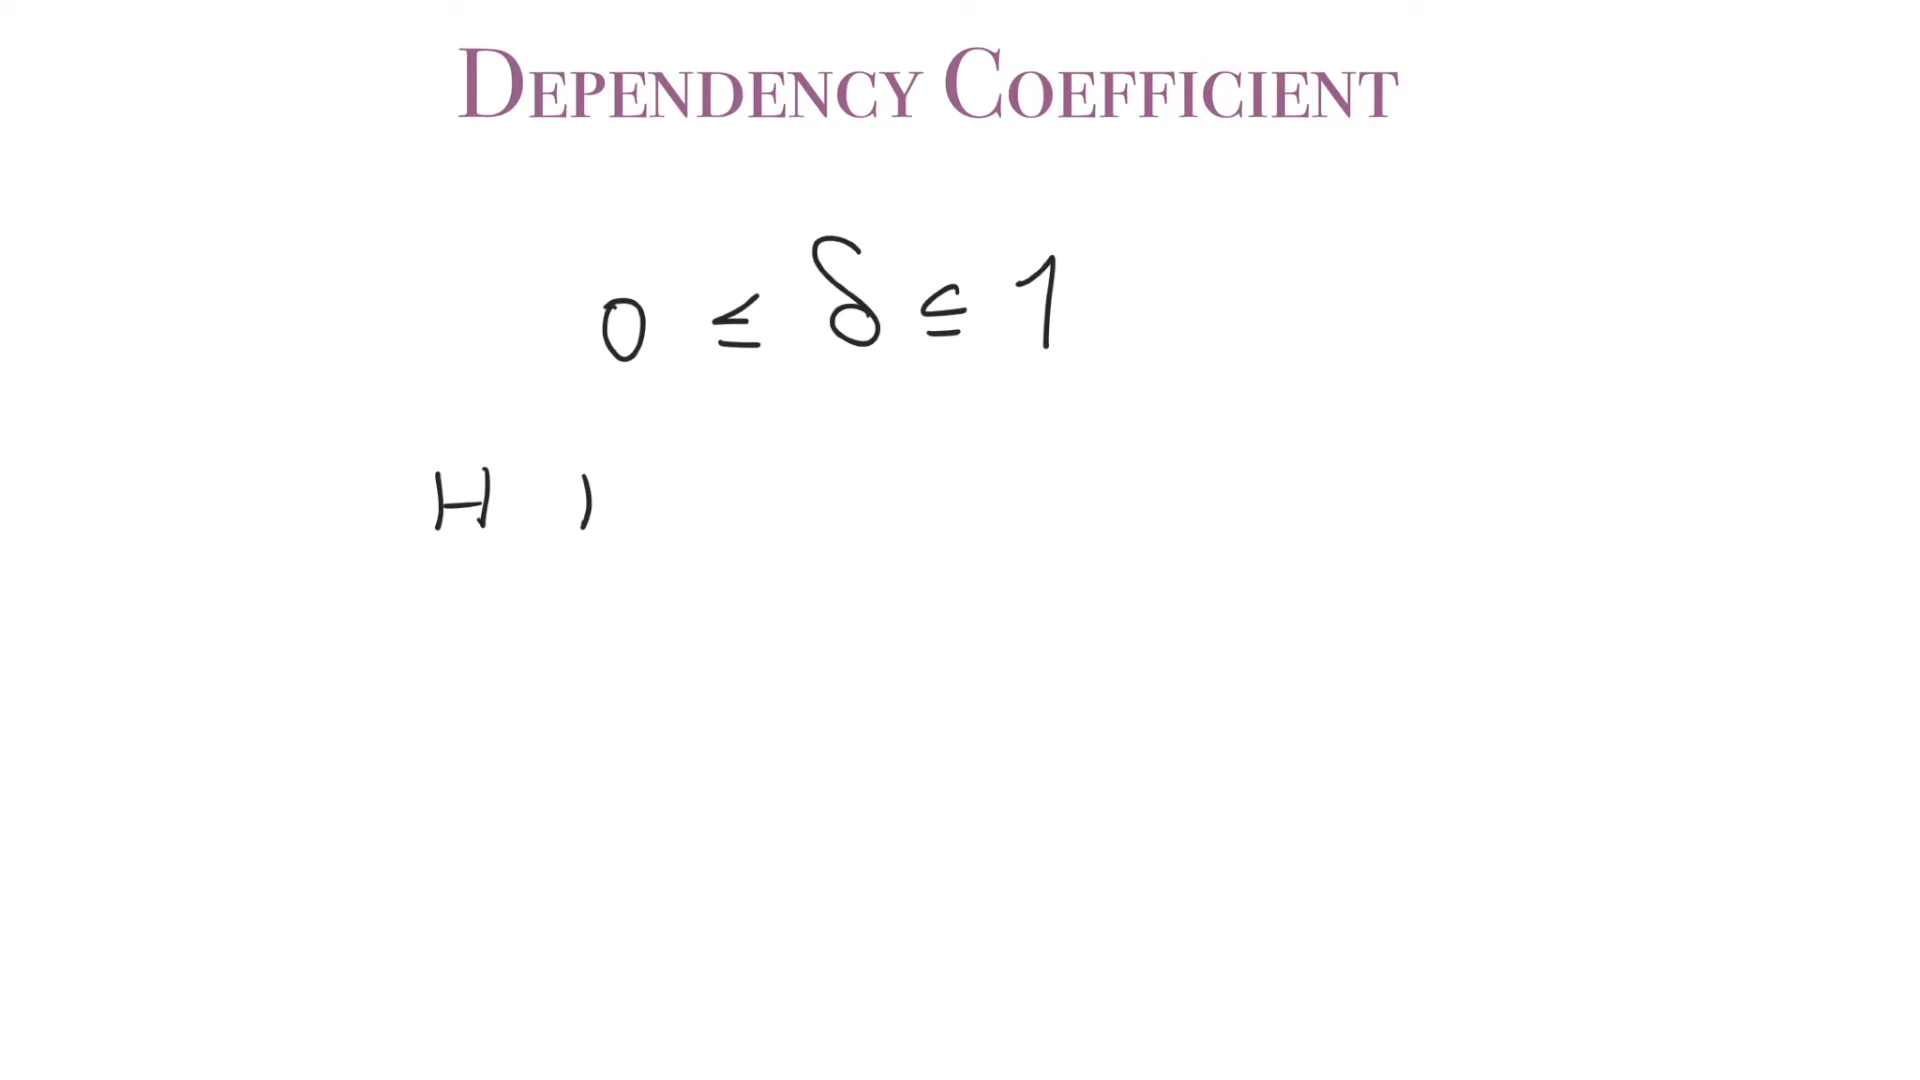 DEPENDENCY COEFFICIENT
0 ≤ δ ≤ 1
H )